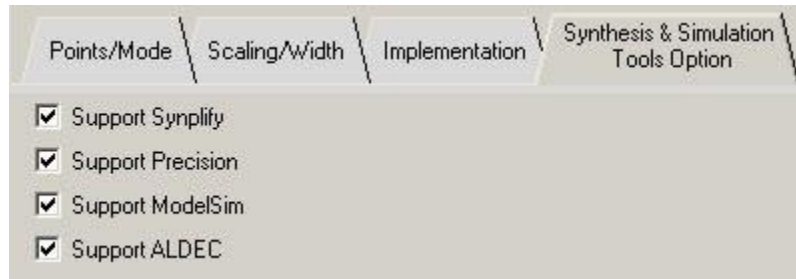 Points/Mode
Scaling/Width
Implementation
Synthesis & Simulation
Tools Option
Support Synplify
Support Precision
Support ModelSim
Support ALDEC